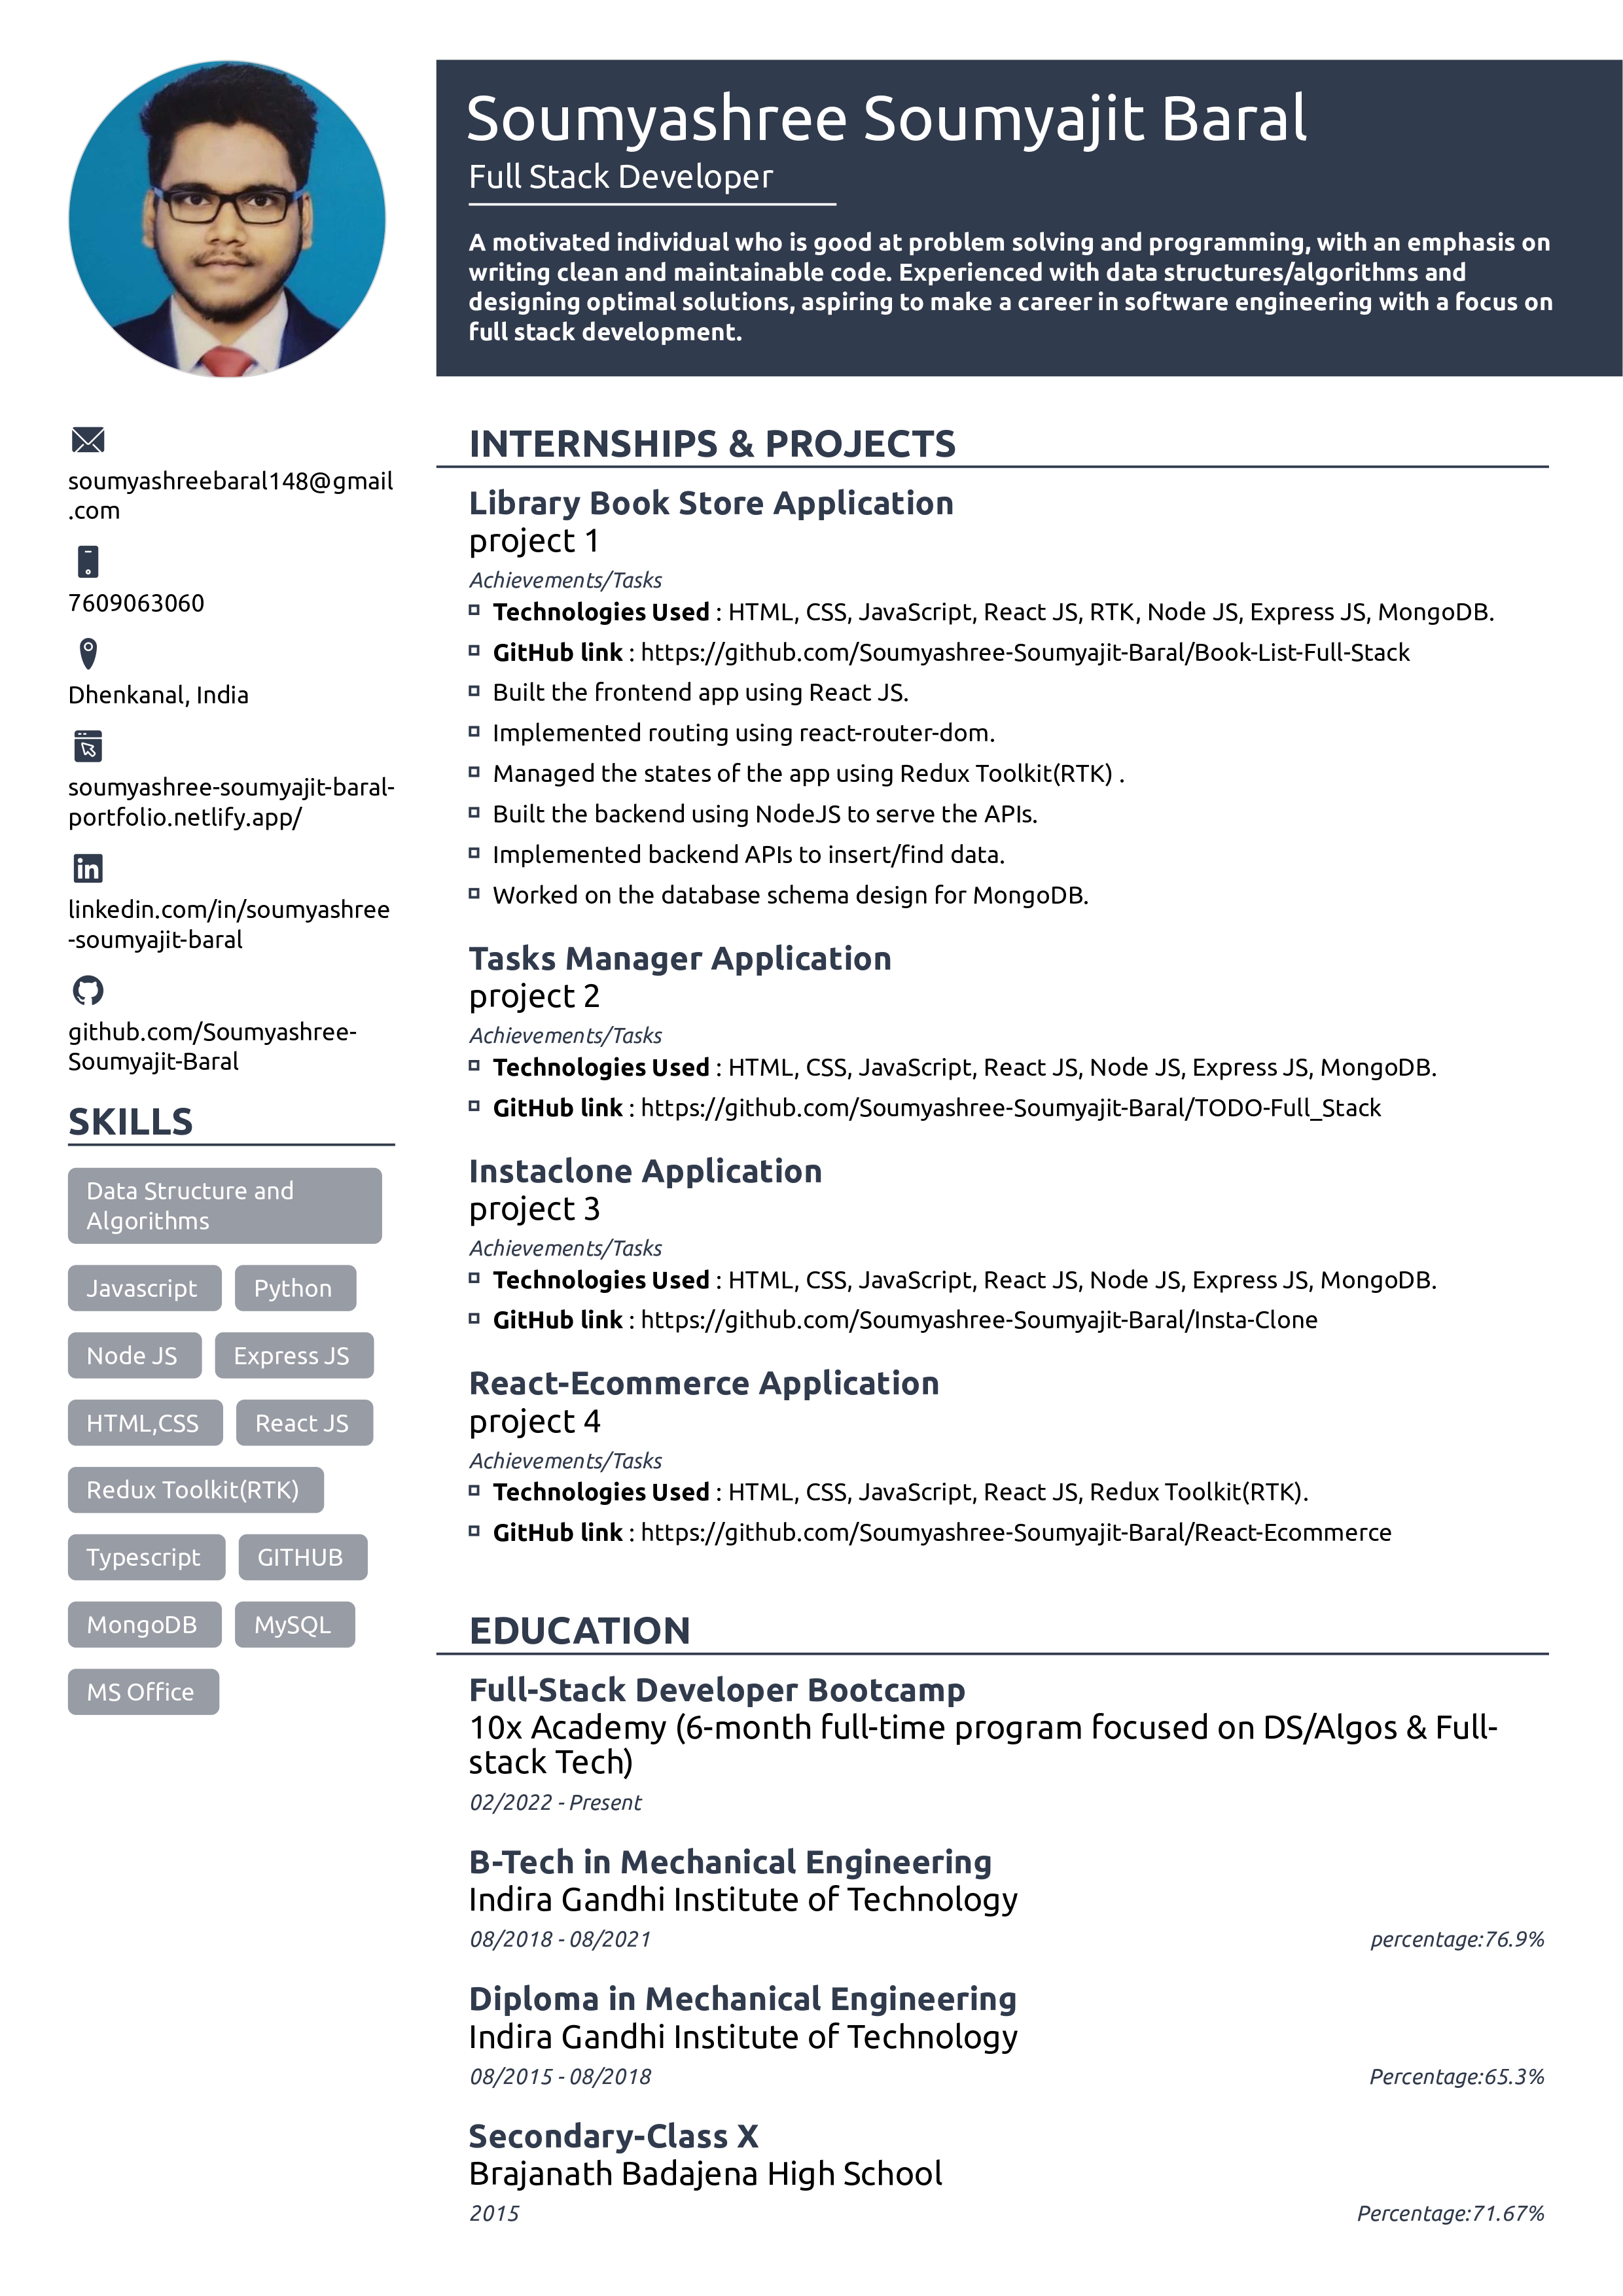 Soumyashree Soumyajit Baral
Full Stack Developer
A motivated individual who is good at problem solving and programming, with an emphasis on
writing clean and maintainable code. Experienced with data structures/algorithms and
designing optimal solutions, aspiring to make a career in software engineering with a focus on
full stack development.
soumyashreebaral148@gmail
.com
7609063060
Dhenkanal, India
soumyashree-soumyajit-baral-
portfolio.netlify.app/
linkedin.com/in/soumyashree
-soumyajit-baral
github.com/Soumyashree-
Soumyajit-Baral
SKILLS
Data Structure and
Algorithms
Javascript Python
Node JS Express JS
HTML,CSS React JS
Redux Toolkit(RTK)
Typescript GITHUB
MongoDB MySQL
MS Office
INTERNSHIPS & PROJECTS
Library Book Store Application
project 1
Achievements/Tasks
Technologies Used : HTML, CSS, JavaScript, React JS, RTK, Node JS, Express JS, MongoDB.
GitHub link : https://github.com/Soumyashree-Soumyajit-Baral/Book-List-Full-Stack
Built the frontend app using React JS.
Implemented routing using react-router-dom.
Managed the states of the app using Redux Toolkit(RTK) .
Built the backend using NodeJS to serve the APIs.
Implemented backend APIs to insert/find data.
Worked on the database schema design for MongoDB.
Tasks Manager Application
project 2
Achievements/Tasks
Technologies Used : HTML, CSS, JavaScript, React JS, Node JS, Express JS, MongoDB.
GitHub link : https://github.com/Soumyashree-Soumyajit-Baral/TODO-Full_Stack
Instaclone Application
project 3
Achievements/Tasks
Technologies Used : HTML, CSS, JavaScript, React JS, Node JS, Express JS, MongoDB.
GitHub link : https://github.com/Soumyashree-Soumyajit-Baral/Insta-Clone
React-Ecommerce Application
project 4
Achievements/Tasks
Technologies Used : HTML, CSS, JavaScript, React JS, Redux Toolkit(RTK).
GitHub link : https://github.com/Soumyashree-Soumyajit-Baral/React-Ecommerce
EDUCATION
Full-Stack Developer Bootcamp
10x Academy (6-month full-time program focused on DS/Algos & Full-
stack Tech)
02/2022 - Present
B-Tech in Mechanical Engineering
Indira Gandhi Institute of Technology
08/2018 - 08/2021 percentage:76.9%
Diploma in Mechanical Engineering
Indira Gandhi Institute of Technology
08/2015 - 08/2018 Percentage:65.3%
Secondary-Class X
Brajanath Badajena High School
2015 Percentage:71.67%